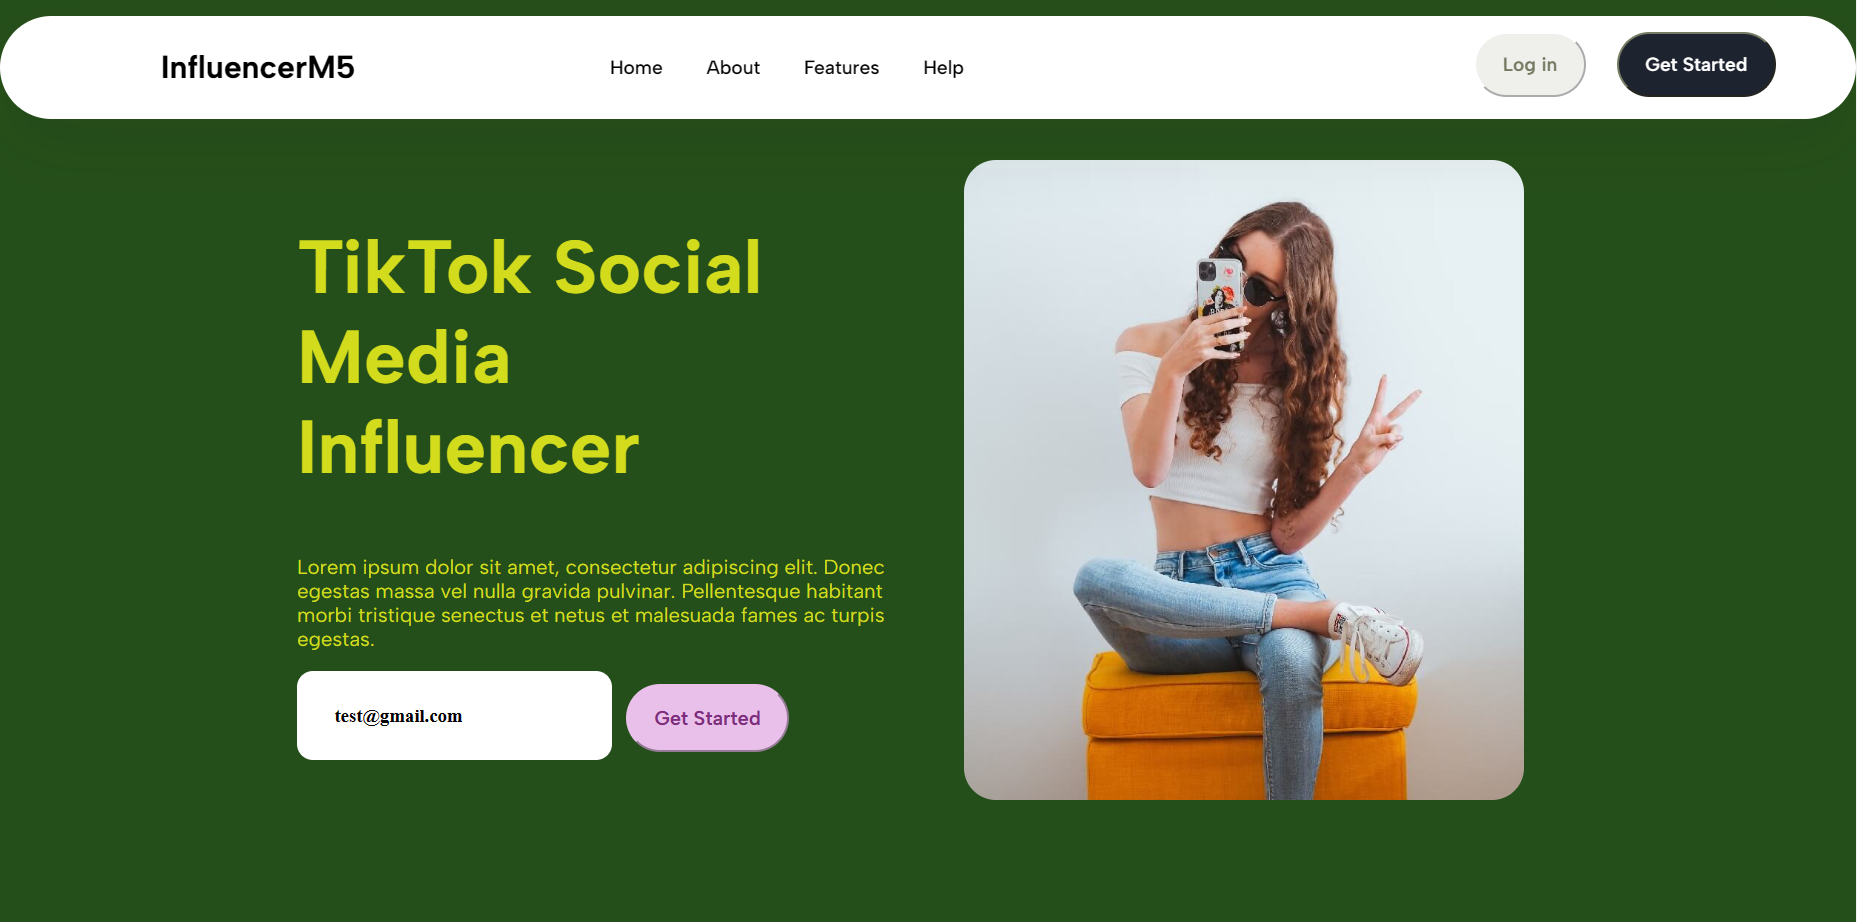 InfluencerM5
Home About Features Help
Log in
Get Started
TikTok Social
Media
Influencer
Lorem ipsum dolor sit amet, consectetur adipiscing elit. Donec
egestas massa vel nulla gravida pulvinar. Pellentesque habitant
morbi tristique senectus et netus et malesuada fames ac turpis
egestas.
test@gmail.com
Get Started